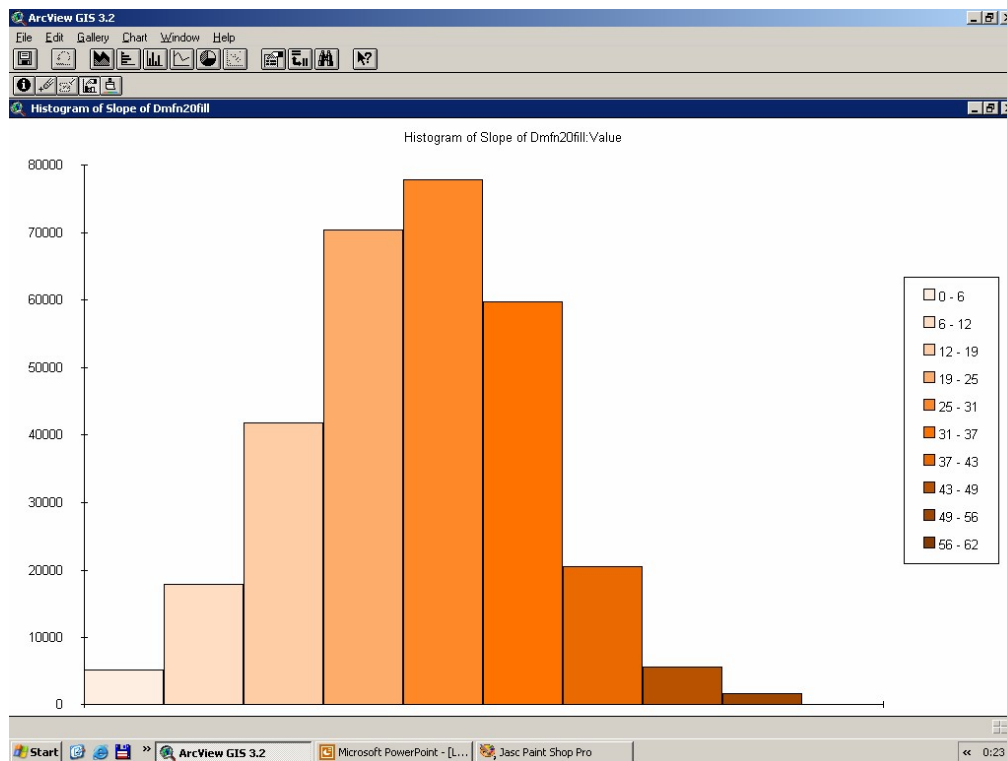 ArcView GIS 3.2
File Edit Gallery Chart Window Help
Histogram of Slope of Dmfn20fill
Histogram of Slope of Dmfn20fill:Value
80000
70000
60000
50000
40000
30000
20000
10000
0
0 - 6
6 - 12
12 - 19
19 - 25
25 - 31
31 - 37
37 - 43
43 - 49
49 - 56
56 - 62
Start » ArcView GIS 3.2 Microsoft PowerPoint - [L... Jasc Paint Shop Pro « 0:23